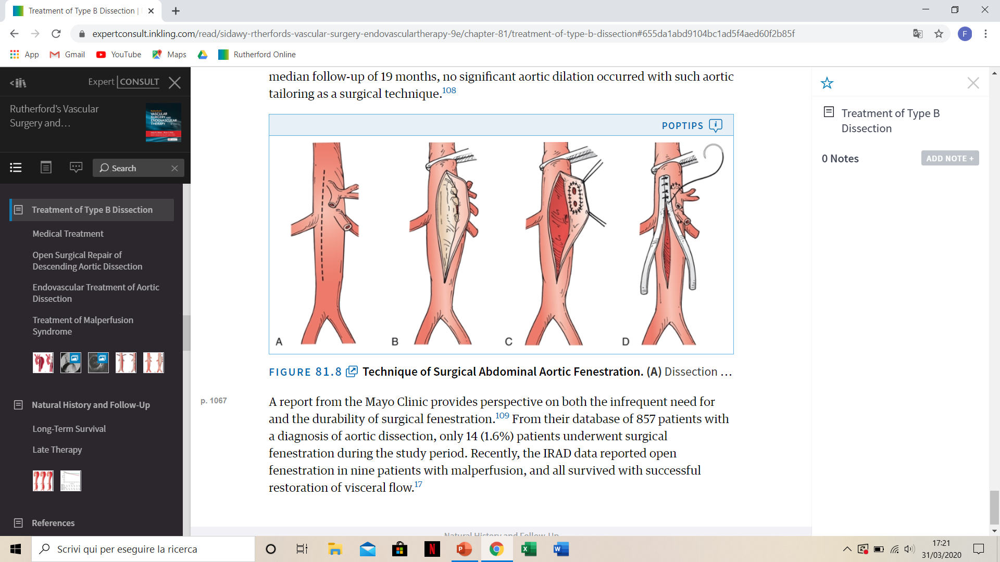 Treatment of Type B Dissection |
expertconsult.inkling.com/read/sidawy-rtherfords-vascular-surgery-endovasculartherapy-9e/chapter-81/treatment-of-type-b-dissection#655da1abd9104bc1ad5f4aed60f2b85f
F
App
Gmail
YouTube
Maps
Rutherford Online
Expert CONSULT
Rutherford's Vascular
Surgery and...
VASCULAR
SURGERY AND
ENDOVASCULAR
THERAPY
Search
Treatment of Type B Dissection
Medical Treatment
Open Surgical Repair of
Descending Aortic Dissection
Endovascular Treatment of Aortic
Dissection
Treatment of Malperfusion
Syndrome
Natural History and Follow-Up
Long-Term Survival
Late Therapy
References
median follow-up of 19 months, no significant aortic dilation occurred with such aortic
tailoring as a surgical technique.108
POPTIPS
A
B
C
D
FIGURE 81.8 Technique of Surgical Abdominal Aortic Fenestration. (A) Dissection ...
p. 1067
A report from the Mayo Clinic provides perspective on both the infrequent need for
and the durability of surgical fenestration.109 From their database of 857 patients with
a diagnosis of aortic dissection, only 14 (1.6%) patients underwent surgical
fenestration during the study period. Recently, the IRAD data reported open
fenestration in nine patients with malperfusion, and all survived with successful
restoration of visceral flow.17
Natural History and Follow-Up
Treatment of Type B
Dissection
0 Notes
ADD NOTE +
Scrivi qui per eseguire la ricerca
17:21
31/03/2020